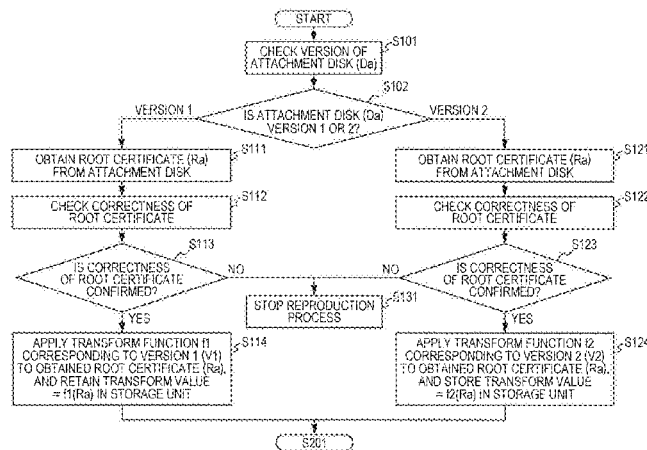 START
S101
CHECK VERSION OF
ATTACHMENT DISK (Da)
S102
VERSION 1
IS ATTACHMENT DISK (Da)
VERSION 1 OR 2?
VERSION 2
S111
OBTAIN ROOT CERTIFICATE (Ra)
FROM ATTACHMENT DISK
S121
OBTAIN ROOT CERTIFICATE (Ra)
FROM ATTACHMENT DISK
S112
CHECK CORRECTNESS OF
ROOT CERTIFICATE
S122
CHECK CORRECTNESS OF
ROOT CERTIFICATE
S113
IS CORRECTNESS
OF ROOT CERTIFICATE
CONFIRMED?
NO
NO
S123
IS CORRECTNESS
OF ROOT CERTIFICATE
CONFIRMED?
STOP REPRODUCTION
PROCESS
S131
YES
YES
APPLY TRANSFORM FUNCTION f1
CORRESPONDING TO VERSION 1 (V1)
TO OBTAINED ROOT CERTIFICATE (Ra),
AND RETAIN TRANSFORM VALUE
= f1(Ra) IN STORAGE UNIT
S114
APPLY TRANSFORM FUNCTION f2
CORRESPONDING TO VERSION 2 (V2)
TO OBTAINED ROOT CERTIFICATE (Ra),
AND STORE TRANSFORM VALUE
= f2(Ra) IN STORAGE UNIT
S124
S201